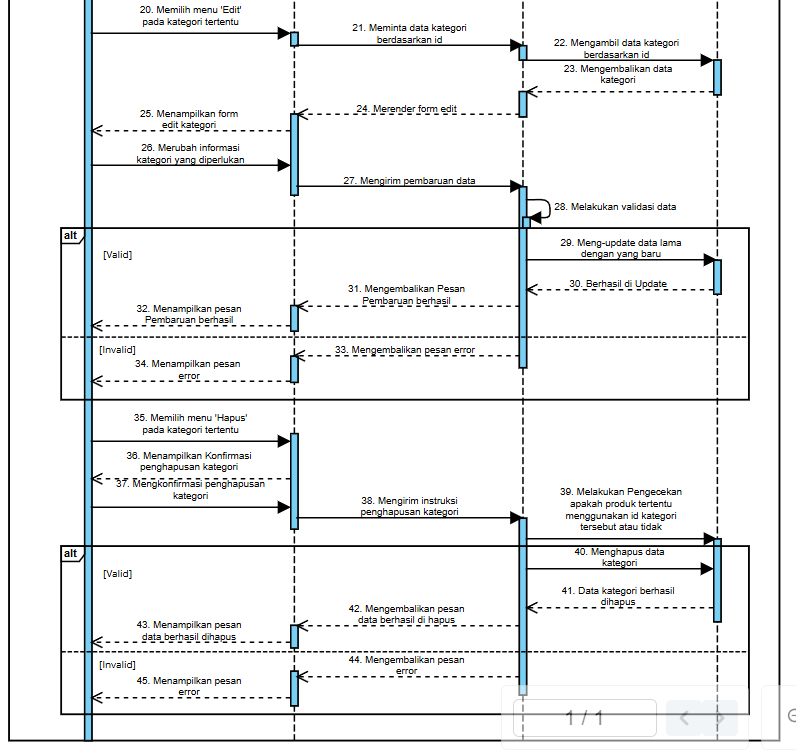 20. Memilih menu 'Edit'
pada kategori tertentu
21. Meminta data kategori
berdasarkan id
22. Mengambil data kategori
berdasarkan id
23. Mengembalikan data
kategori
24. Merender form edit
25. Menampilkan form
edit kategori
26. Merubah informasi
kategori yang diperlukan
27. Mengirim pembaruan data
28. Melakukan validasi data
alt
[Valid]
29. Meng-update data lama
dengan yang baru
30. Berhasil di Update
31. Mengembalikan Pesan
Pembaruan berhasil
32. Menampilkan pesan
Pembaruan berhasil
[Invalid]
33. Mengembalikan pesan error
34. Menampilkan pesan
error
35. Memilih menu 'Hapus'
pada kategori tertentu
36. Menampilkan Konfirmasi
penghapusan kategori
37. Mengkonfirmasi penghapusan
kategori
38. Mengirim instruksi
penghapusan kategori
39. Melakukan Pengecekan
apakah produk tertentu
menggunakan id kategori
tersebut atau tidak
alt
[Valid]
40. Menghapus data
kategori
41. Data kategori berhasil
dihapus
42. Mengembalikan pesan
data berhasil di hapus
43. Menampilkan pesan
data berhasil dihapus
[Invalid]
44. Mengembalikan pesan
error
45. Menampilkan pesan
error
1 / 1